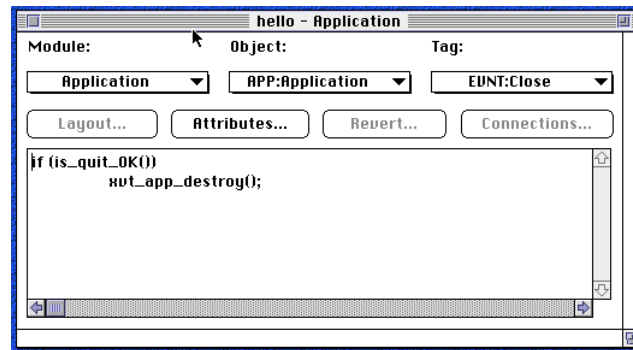 hello - Application
Module: Object: Tag:
Application APP:Application EVNT:Close
Layout... Attributes... Revert... Connections...
if (is_quit_OK())
xvt_app_destroy();